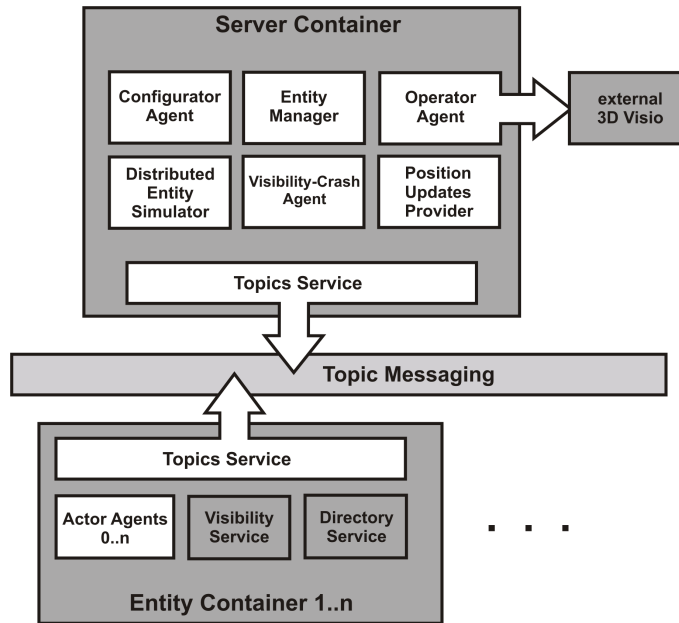 Server Container
Configurator
Agent
Entity
Manager
Operator
Agent
external
3D Visio
Distributed
Entity
Simulator
Visibility-Crash
Agent
Position
Updates
Provider
Topics Service
Topic Messaging
Topics Service
Actor Agents
0..n
Visibility
Service
Directory
Service
. . .
Entity Container 1..n